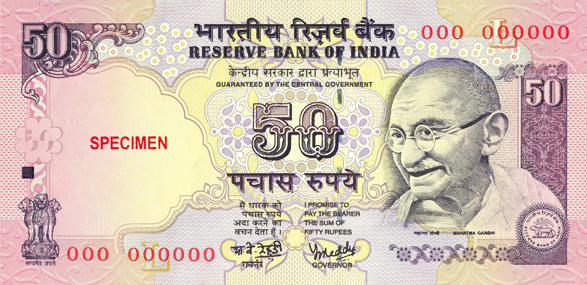 50
भारतीय रिज़र्व बैंक
000 000000
RESERVE BANK OF INDIA
केन्द्रीय सरकार द्वारा प्रत्याभूत
GUARANTEED BY THE CENTRAL GOVERNMENT
50
50
SPECIMEN
पचास रुपये
मैं धारक को
पचास रुपये
अदा करने का
वचन देता हूँ।
I PROMISE TO
PAY THE BEARER
THE SUM OF
FIFTY RUPEES
महात्मा गांधी
MAHATMA GANDHI
L
000 000000
L
गवर्नर
GOVERNOR
सत्यमेव जयते